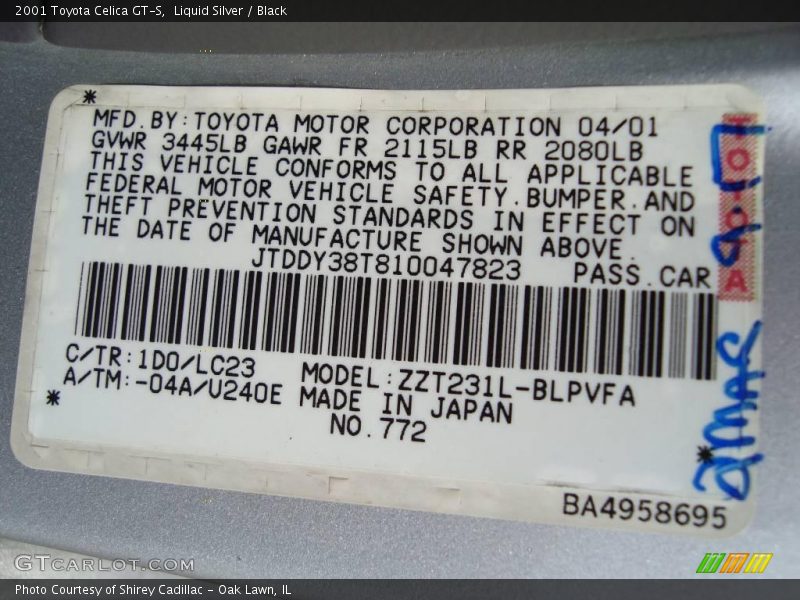 2001 Toyota Celica GT-S, Liquid Silver / Black
MFD.BY:TOYOTA MOTOR CORPORATION 04/01
GVWR 3445LB GAWR FR 2115LB RR 2080LB
THIS VEHICLE CONFORMS TO ALL APPLICABLE
FEDERAL MOTOR VEHICLE SAFETY.BUMPER.AND
THEFT PREVENTION STANDARDS IN EFFECT ON
THE DATE OF MANUFACTURE SHOWN ABOVE.
JTDDY38T810047823 PASS.CAR
C/TR:1D0/LC23 MODEL:ZZT231L-BLPVFA
A/TM:-04A/U240E MADE IN JAPAN
NO.772
BA4958695
GTCARLOT.COM
Photo Courtesy of Shirey Cadillac - Oak Lawn, IL